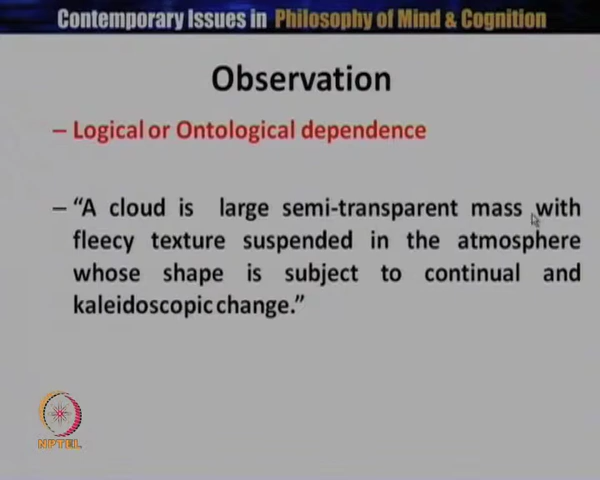 Contemporary Issues in Philosophy of Mind & Cognition
Observation
– Logical or Ontological dependence
– “A cloud is large semi-transparent mass with
fleecy texture suspended in the atmosphere
whose shape is subject to continual and
kaleidoscopic change.”
NPTEL